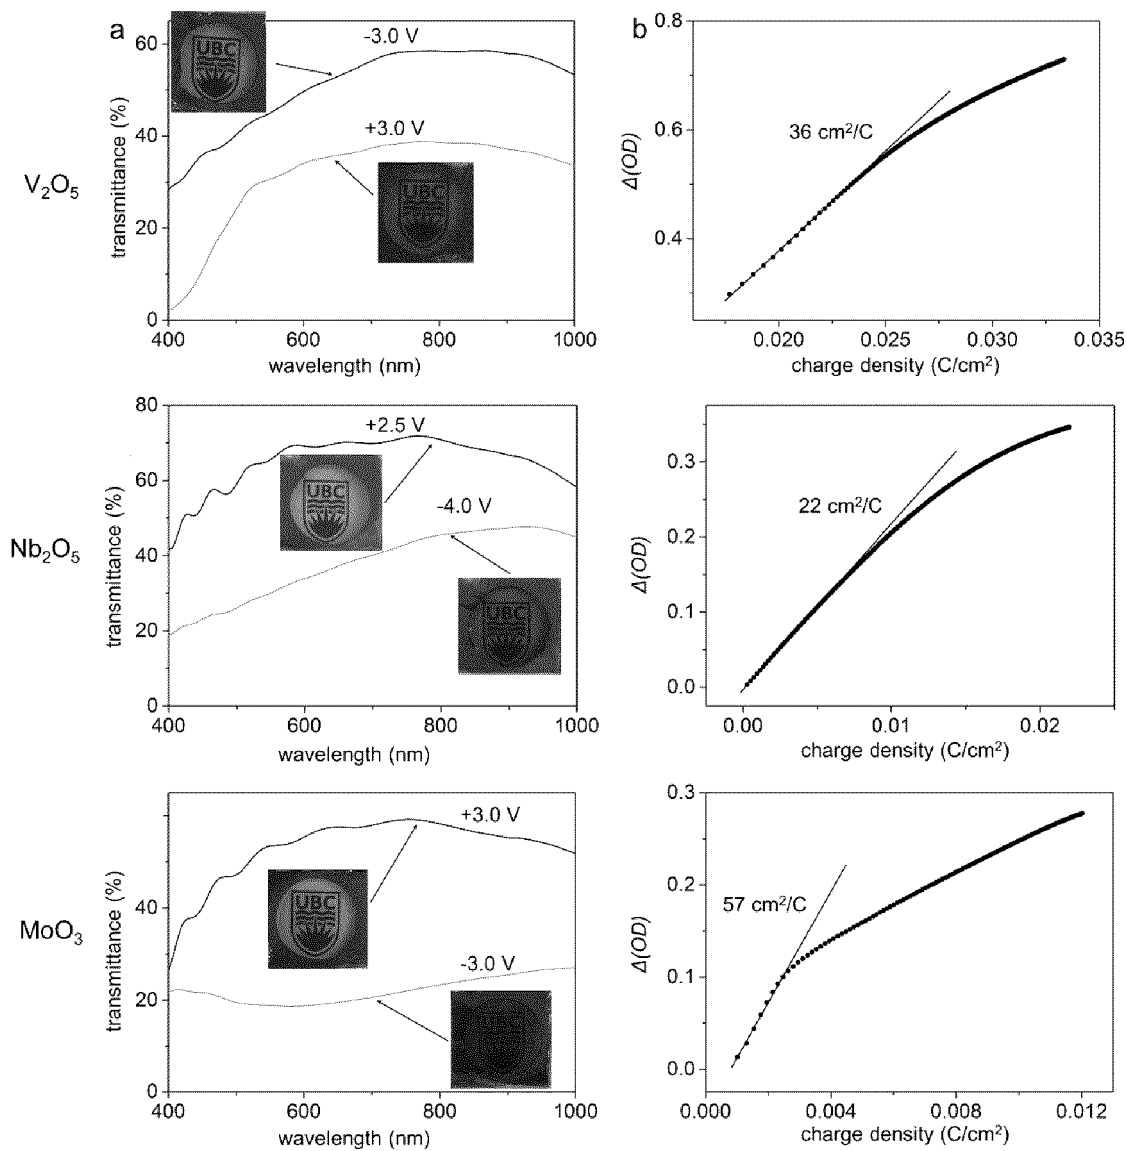 a
b
V2O5
transmittance (%)
60
40
20
0
400
600
800
1000
wavelength (nm)
-3.0 V
+3.0 V
UBC
UBC
Δ(OD)
0.8
0.6
0.4
0.020
0.025
0.030
0.035
charge density (C/cm²)
36 cm²/C
Nb2O5
transmittance (%)
80
60
40
20
0
400
600
800
1000
wavelength (nm)
+2.5 V
-4.0 V
UBC
UBC
Δ(OD)
0.3
0.2
0.1
0.0
0.00
0.01
0.02
charge density (C/cm²)
22 cm²/C
MoO3
transmittance (%)
40
20
0
400
600
800
1000
wavelength (nm)
+3.0 V
-3.0 V
UBC
UBC
Δ(OD)
0.3
0.2
0.1
0.0
0.000
0.004
0.008
0.012
charge density (C/cm²)
57 cm²/C